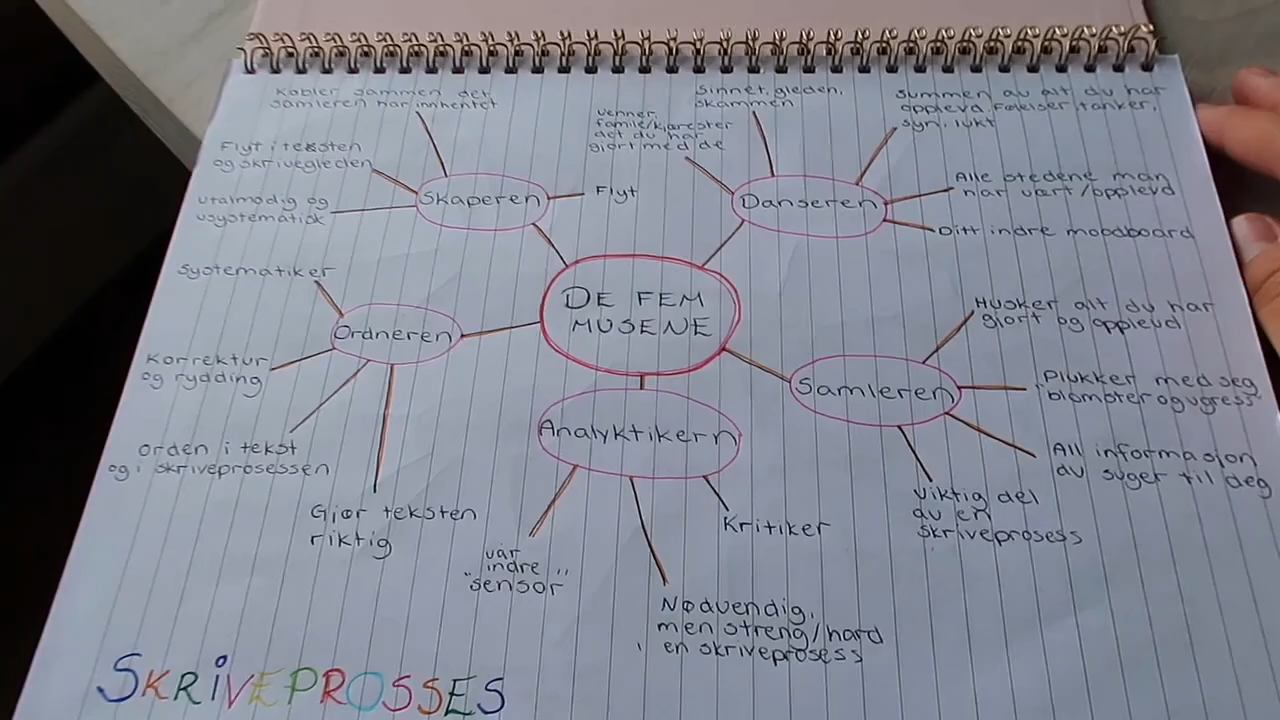 Kobler sammen det
samleren har innhentet
Flyt i teksten
og skrivegleden
utalmodig og
usystematisk
Skaperen
Flyt
venner,
familie/kjærester
det du har
gjort med de
Sinnet, gleden,
skammen
Summen av alt du har
opplevd. Følelser, tanker,
syn, lukt
Danseren
Alle stedene man
har vært/opplevd
Ditt indre moodboard
DE FEM
MUSENE
Systematiker
Ordneren
Korrektur
og rydding
orden i tekst
og i skriveprosessen
Gjør teksten
riktig
Analyktikern
vår
indre
"sensor"
Nødvendig,
men streng/hard
en skriveprosess
Kritiker
Samleren
Husker alt du har
gjort og opplevd
Plukker med seg
"blomster og ugress"
All informasjon
du suger til deg
Viktig del
av en
skriveprosess
SKRIVEPROSSES